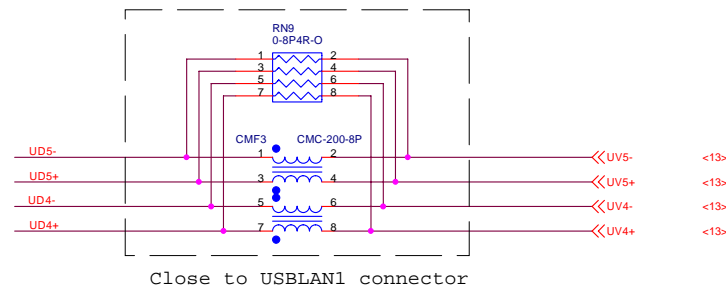 RN9
0-8P4R-O
1 2
3 4
5 6
7 8
CMF3 CMC-200-8P
UD5- 1 2 UV5- <13>
UD5+ 3 4 UV5+ <13>
UD4- 5 6 UV4- <13>
UD4+ 7 8 UV4+ <13>
Close to USBLAN1 connector